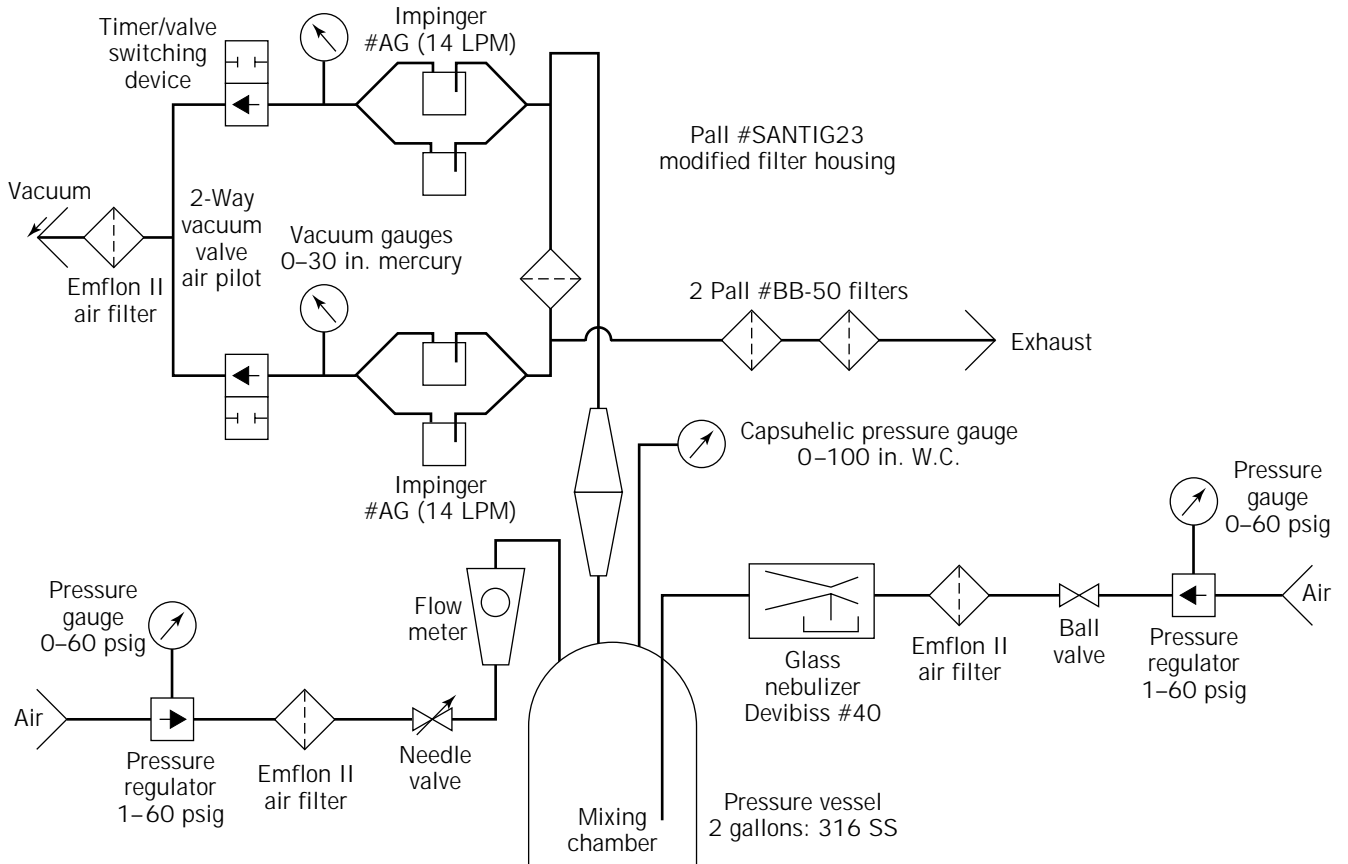 Timer/valve
switching
device
Impinger
#AG (14 LPM)
Pall #SANTIG23
modified filter housing
Vacuum
2-Way
vacuum
valve
air pilot
Vacuum gauges
0–30 in. mercury
Emflon II
air filter
2 Pall #BB-50 filters
Exhaust
Capsuhelic pressure gauge
0–100 in. W.C.
Impinger
#AG (14 LPM)
Pressure
gauge
0–60 psig
Pressure
gauge
0–60 psig
Flow
meter
Air
Air
Glass
nebulizer
Devibiss #40
Emflon II
air filter
Ball
valve
Pressure
regulator
1–60 psig
Pressure
regulator
1–60 psig
Emflon II
air filter
Needle
valve
Mixing
chamber
Pressure vessel
2 gallons: 316 SS